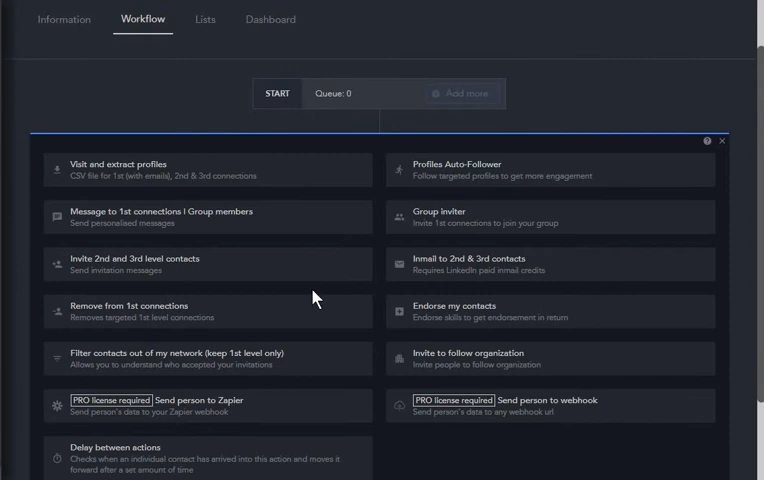 Information
Workflow
Lists
Dashboard
START
Queue: 0
Add more
Visit and extract profiles
CSV file for 1st (with emails), 2nd & 3rd connections
Profiles Auto-Follower
Follow targeted profiles to get more engagement
Message to 1st connections | Group members
Send personalised messages
Group inviter
Invite 1st connections to join your group
Invite 2nd and 3rd level contacts
Send invitation messages
Inmail to 2nd & 3rd contacts
Requires LinkedIn paid inmail credits
Remove from 1st connections
Removes targeted 1st level connections
Endorse my contacts
Endorse skills to get endorsement in return
Filter contacts out of my network (keep 1st level only)
Allows you to understand who accepted your invitations
Invite to follow organization
Invite people to follow organization
PRO license required Send person to Zapier
Send person's data to your Zapier webhook
PRO license required Send person to webhook
Send person's data to any webhook url
Delay between actions
Checks when an individual contact has arrived into this action and moves it
forward after a set amount of time